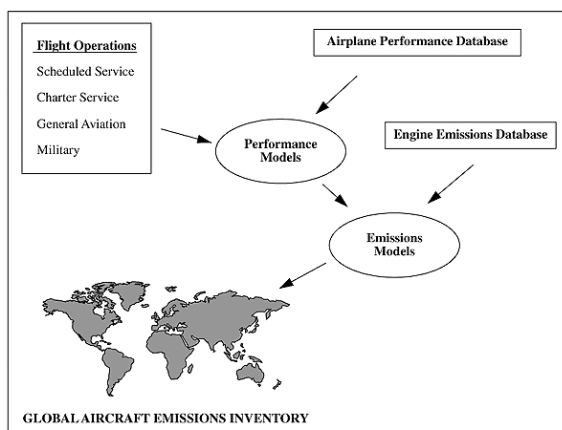 Flight Operations
Scheduled Service
Charter Service
General Aviation
Military
Airplane Performance Database
Performance
Models
Engine Emissions Database
Emissions
Models
GLOBAL AIRCRAFT EMISSIONS INVENTORY